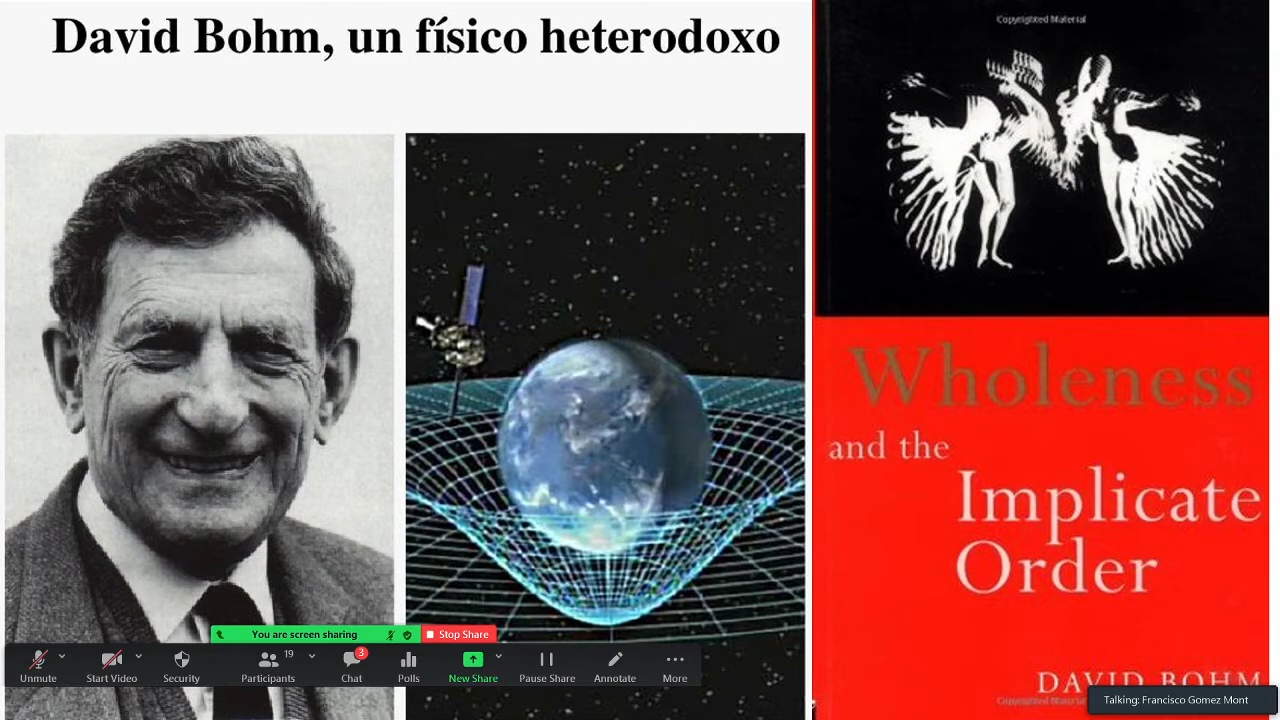 David Bohm, un físico heterodoxo
Copyrighted Material
Wholeness
and the
Implicate
Order
DAVID BOHM
You are screen sharing
Stop Share
Unmute
Start Video
Security
19
Participants
3
Chat
Polls
New Share
Pause Share
Annotate
More
Talking: Francisco Gomez Mont